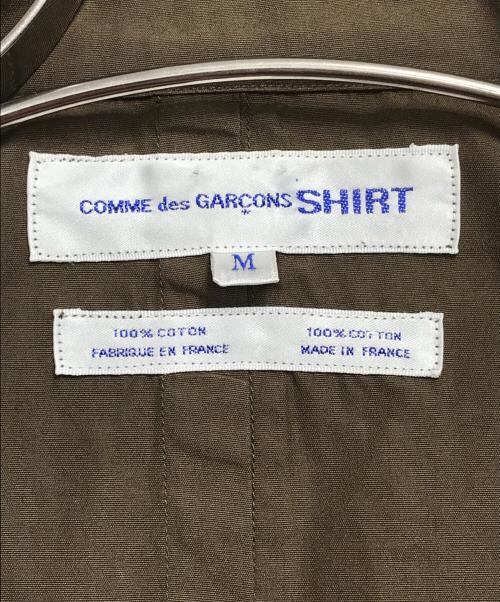 COMME des GARÇONS SHIRT
M
100% COTON
FABRIQUE EN FRANCE
100% COTTON
MADE IN FRANCE